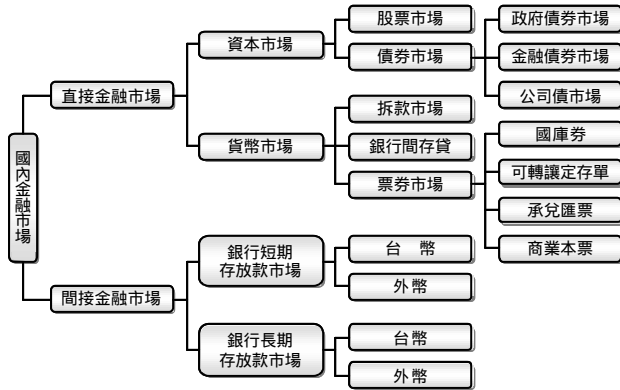 國內金融市場
直接金融市場
資本市場
股票市場
債券市場
政府債券市場
金融債券市場
公司債市場
貨幣市場
拆款市場
銀行間存貸
票券市場
國庫券
可轉讓定存單
承兌匯票
商業本票
間接金融市場
銀行短期
存放款市場
台　幣
外幣
銀行長期
存放款市場
台幣
外幣